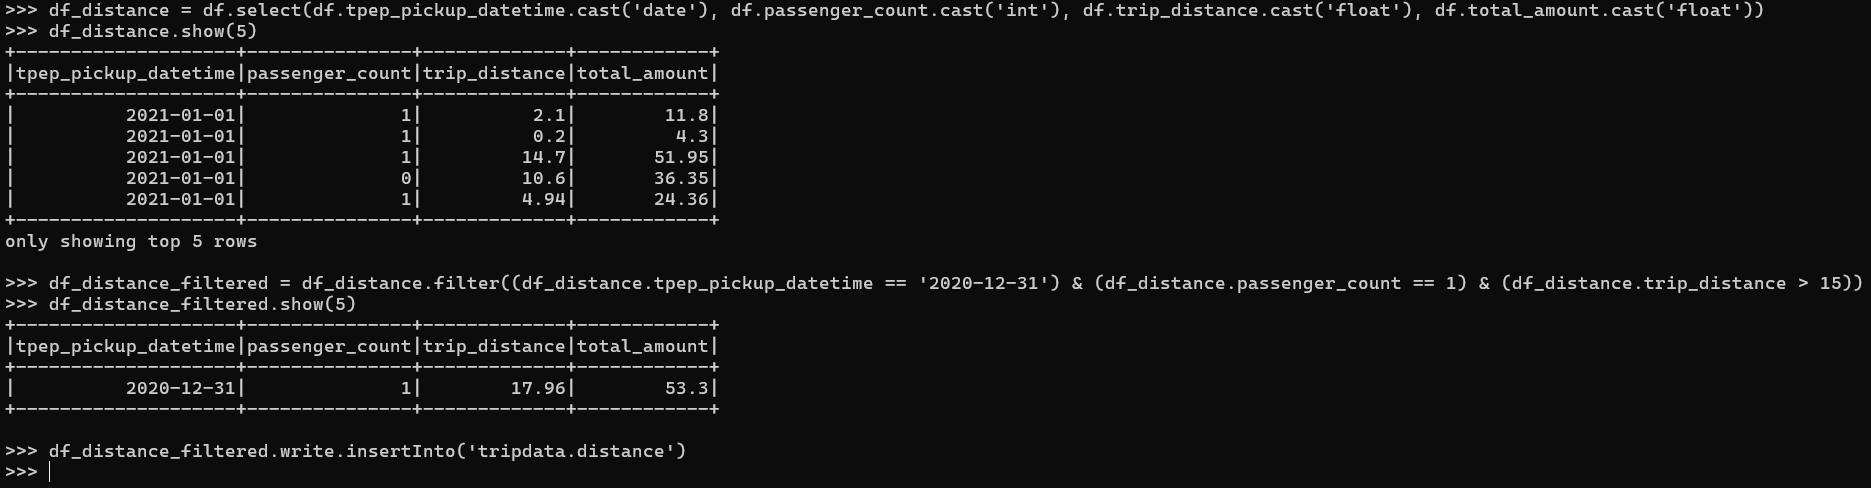 >>> df_distance = df.select(df.tpep_pickup_datetime.cast('date'), df.passenger_count.cast('int'), df.trip_distance.cast('float'), df.total_amount.cast('float'))
>>> df_distance.show(5)
+--------------------+---------------+-------------+------------+
|tpep_pickup_datetime|passenger_count|trip_distance|total_amount|
+--------------------+---------------+-------------+------------+
|          2021-01-01|              1|          2.1|        11.8|
|          2021-01-01|              1|          0.2|         4.3|
|          2021-01-01|              1|         14.7|       51.95|
|          2021-01-01|              0|         10.6|       36.35|
|          2021-01-01|              1|         4.94|       24.36|
+--------------------+---------------+-------------+------------+
only showing top 5 rows
>>> df_distance_filtered = df_distance.filter((df_distance.tpep_pickup_datetime == '2020-12-31') & (df_distance.passenger_count == 1) & (df_distance.trip_distance > 15))
>>> df_distance_filtered.show(5)
+--------------------+---------------+-------------+------------+
|tpep_pickup_datetime|passenger_count|trip_distance|total_amount|
+--------------------+---------------+-------------+------------+
|          2020-12-31|              1|        17.96|        53.3|
+--------------------+---------------+-------------+------------+
>>> df_distance_filtered.write.insertInto('tripdata.distance')
>>>